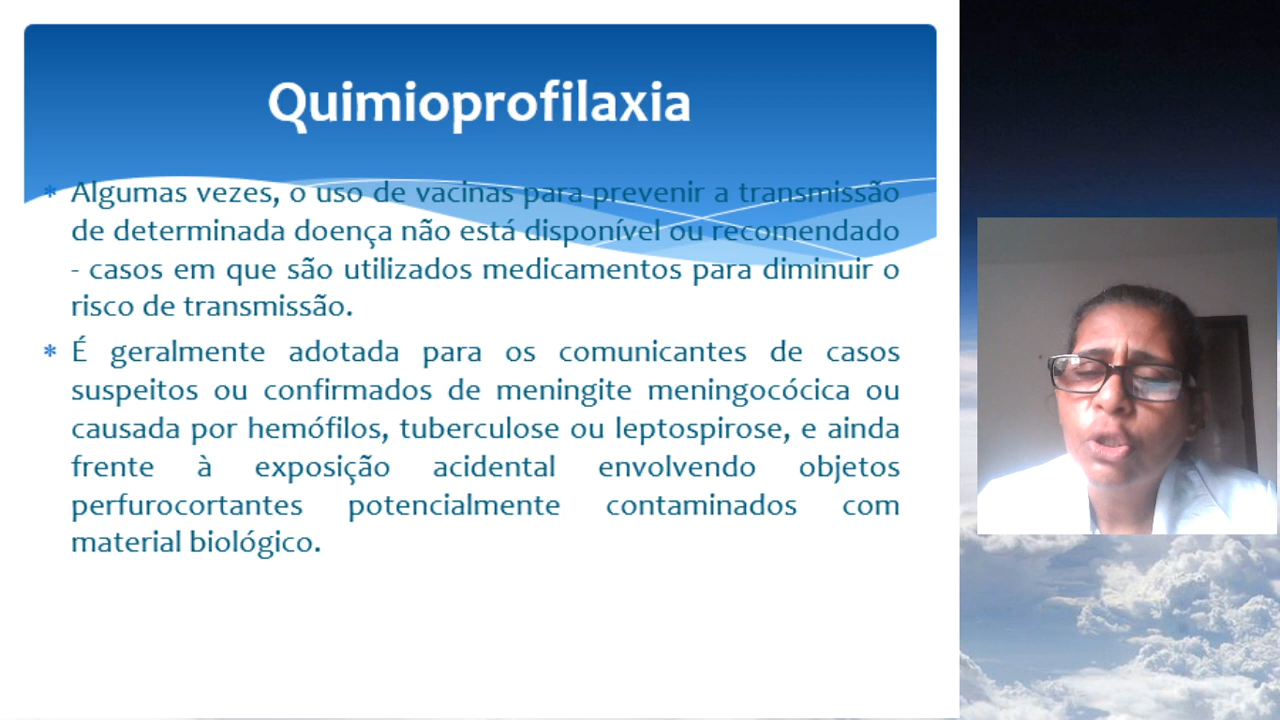 Quimioprofilaxia
* Algumas vezes, o uso de vacinas para prevenir a transmissão
de determinada doença não está disponível ou recomendado
- casos em que são utilizados medicamentos para diminuir o
risco de transmissão.
* É geralmente adotada para os comunicantes de casos
suspeitos ou confirmados de meningite meningocócica ou
causada por hemófilos, tuberculose ou leptospirose, e ainda
frente à exposição acidental envolvendo objetos
perfurocortantes potencialmente contaminados com
material biológico.